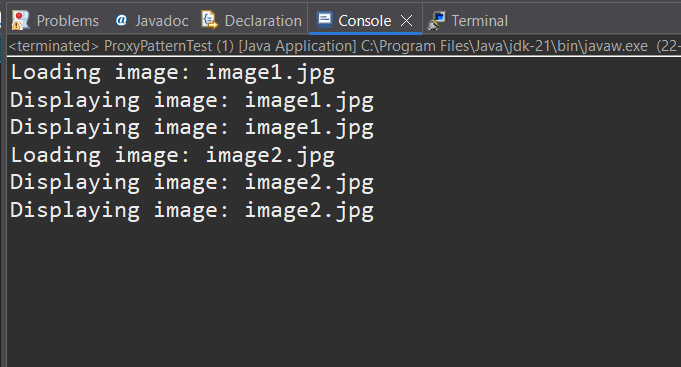 Problems @ Javadoc Declaration Console Terminal
<terminated> ProxyPatternTest (1) [Java Application] C:\Program Files\Java\jdk-21\bin\javaw.exe (22-
Loading image: image1.jpg
Displaying image: image1.jpg
Displaying image: image1.jpg
Loading image: image2.jpg
Displaying image: image2.jpg
Displaying image: image2.jpg